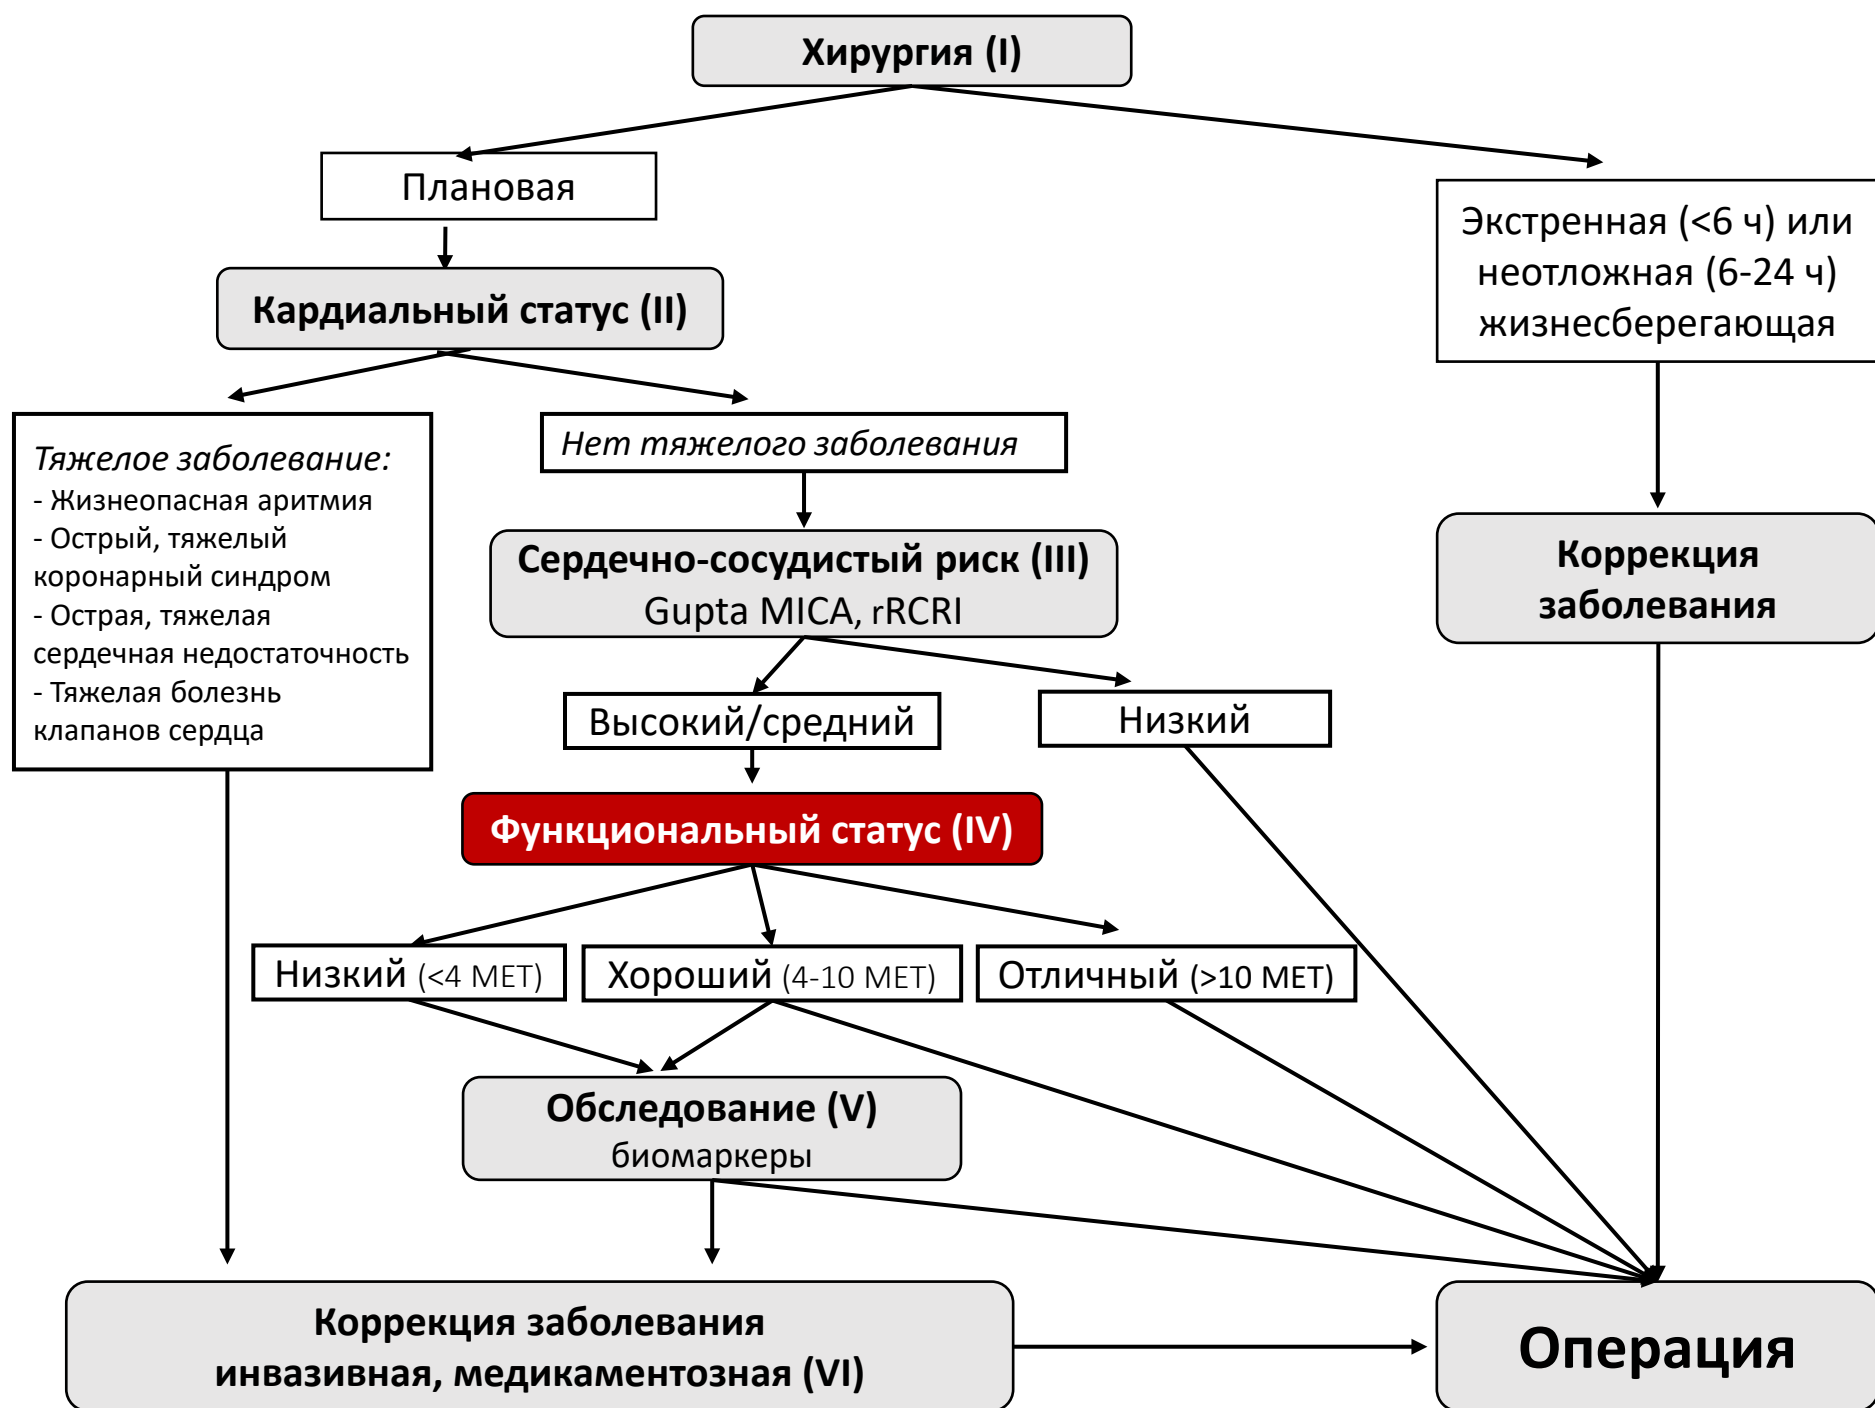 Хирургия (I)
Плановая
Экстренная (<6 ч) или
неотложная (6-24 ч)
жизнесберегающая
Кардиальный статус (II)
Тяжелое заболевание:
- Жизнеопасная аритмия
- Острый, тяжелый
коронарный синдром
- Острая, тяжелая
сердечная недостаточность
- Тяжелая болезнь
клапанов сердца
Нет тяжелого заболевания
Сердечно-сосудистый риск (III)
Gupta MICA, rRCRI
Коррекция
заболевания
Высокий/средний
Низкий
Функциональный статус (IV)
Низкий (<4 МЕТ)
Хороший (4-10 МЕТ)
Отличный (>10 МЕТ)
Обследование (V)
биомаркеры
Коррекция заболевания
инвазивная, медикаментозная (VI)
Операция